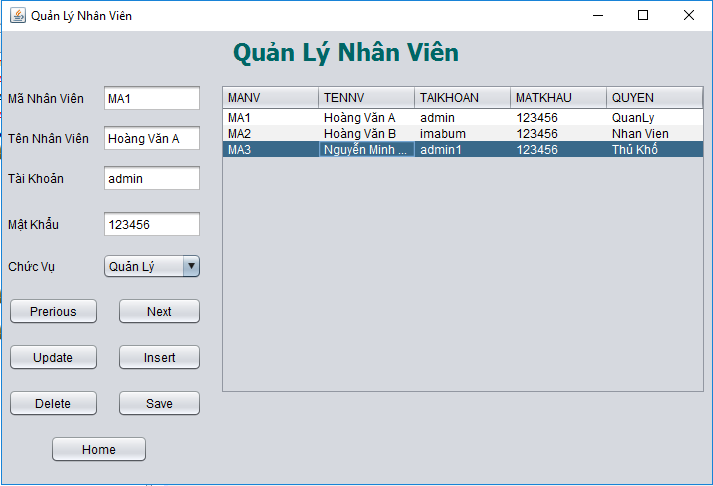 Quản Lý Nhân Viên
Quản Lý Nhân Viên
Mã Nhân Viên MA1
Tên Nhân Viên Hoàng Văn A
Tài Khoản admin
Mật Khẩu 123456
Chức Vụ Quản Lý
Prerious Next
Update Insert
Delete Save
Home
MANV TENNV TAIKHOAN MATKHAU QUYEN
MA1 Hoàng Văn A admin 123456 QuanLy
MA2 Hoàng Văn B imabum 123456 Nhan Vien
MA3 Nguyễn Minh ... admin1 123456 Thủ Khố